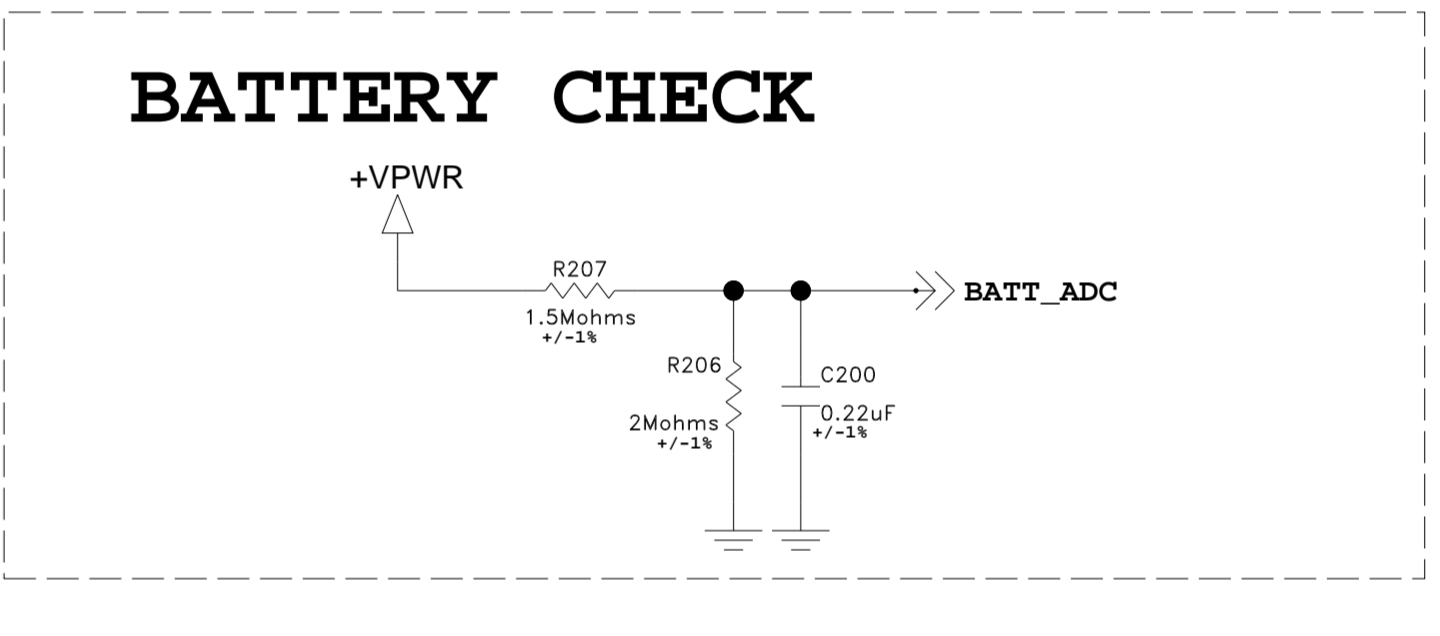 BATTERY CHECK
+VPWR
R207
1.5Mohms
+/-1%
BATT_ADC
R206
2Mohms
+/-1%
C200
0.22uF
+/-1%